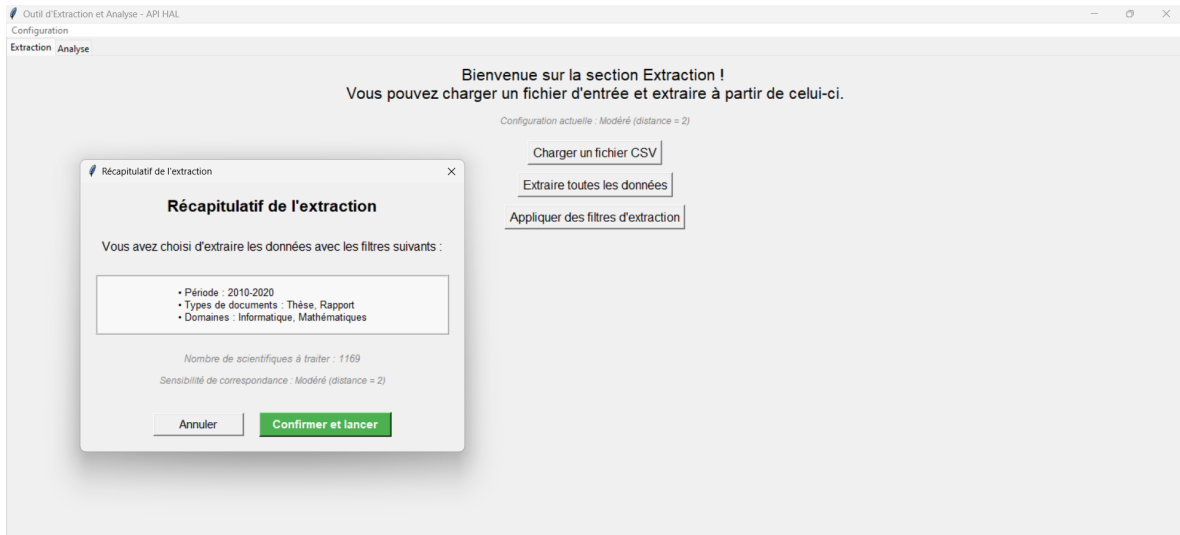 Outil d'Extraction et Analyse - API HAL
Configuration
Extraction Analyse
Bienvenue sur la section Extraction !
Vous pouvez charger un fichier d'entrée et extraire à partir de celui-ci.
Configuration actuelle : Modéré (distance = 2)
Charger un fichier CSV
Extraire toutes les données
Appliquer des filtres d'extraction
Récapitulatif de l'extraction
Récapitulatif de l'extraction
Vous avez choisi d'extraire les données avec les filtres suivants :
• Période : 2010-2020
• Types de documents : Thèse, Rapport
• Domaines : Informatique, Mathématiques
Nombre de scientifiques à traiter : 1169
Sensibilité de correspondance : Modéré (distance = 2)
Annuler
Confirmer et lancer